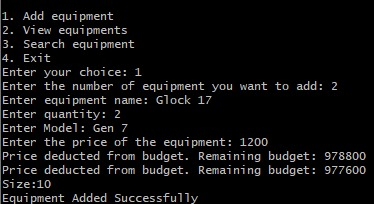 1. Add equipment
2. View equipments
3. Search equipment
4. Exit
Enter your choice: 1
Enter the number of equipment you want to add: 2
Enter equipment name: Glock 17
Enter quantity: 2
Enter Model: Gen 7
Enter the price of the equipment: 1200
Price deducted from budget. Remaining budget: 978800
Price deducted from budget. Remaining budget: 977600
Size:10
Equipment Added Successfully